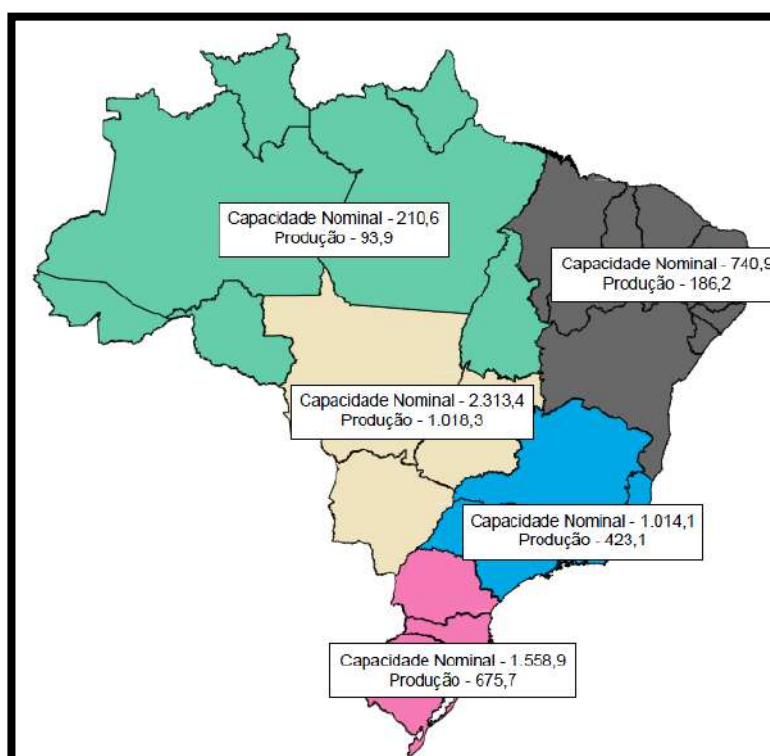 Capacidade Nominal - 210,6
Produção - 93,9
Capacidade Nominal - 740,9
Produção - 186,2
Capacidade Nominal - 2.313,4
Produção - 1.018,3
Capacidade Nominal - 1.014,1
Produção - 423,1
Capacidade Nominal - 1.558,9
Produção - 675,7